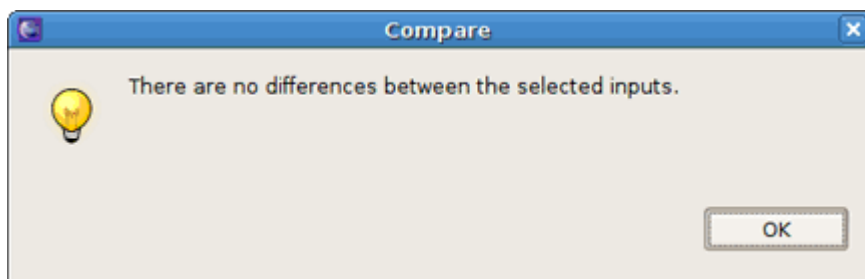 Compare
There are no differences between the selected inputs.
OK